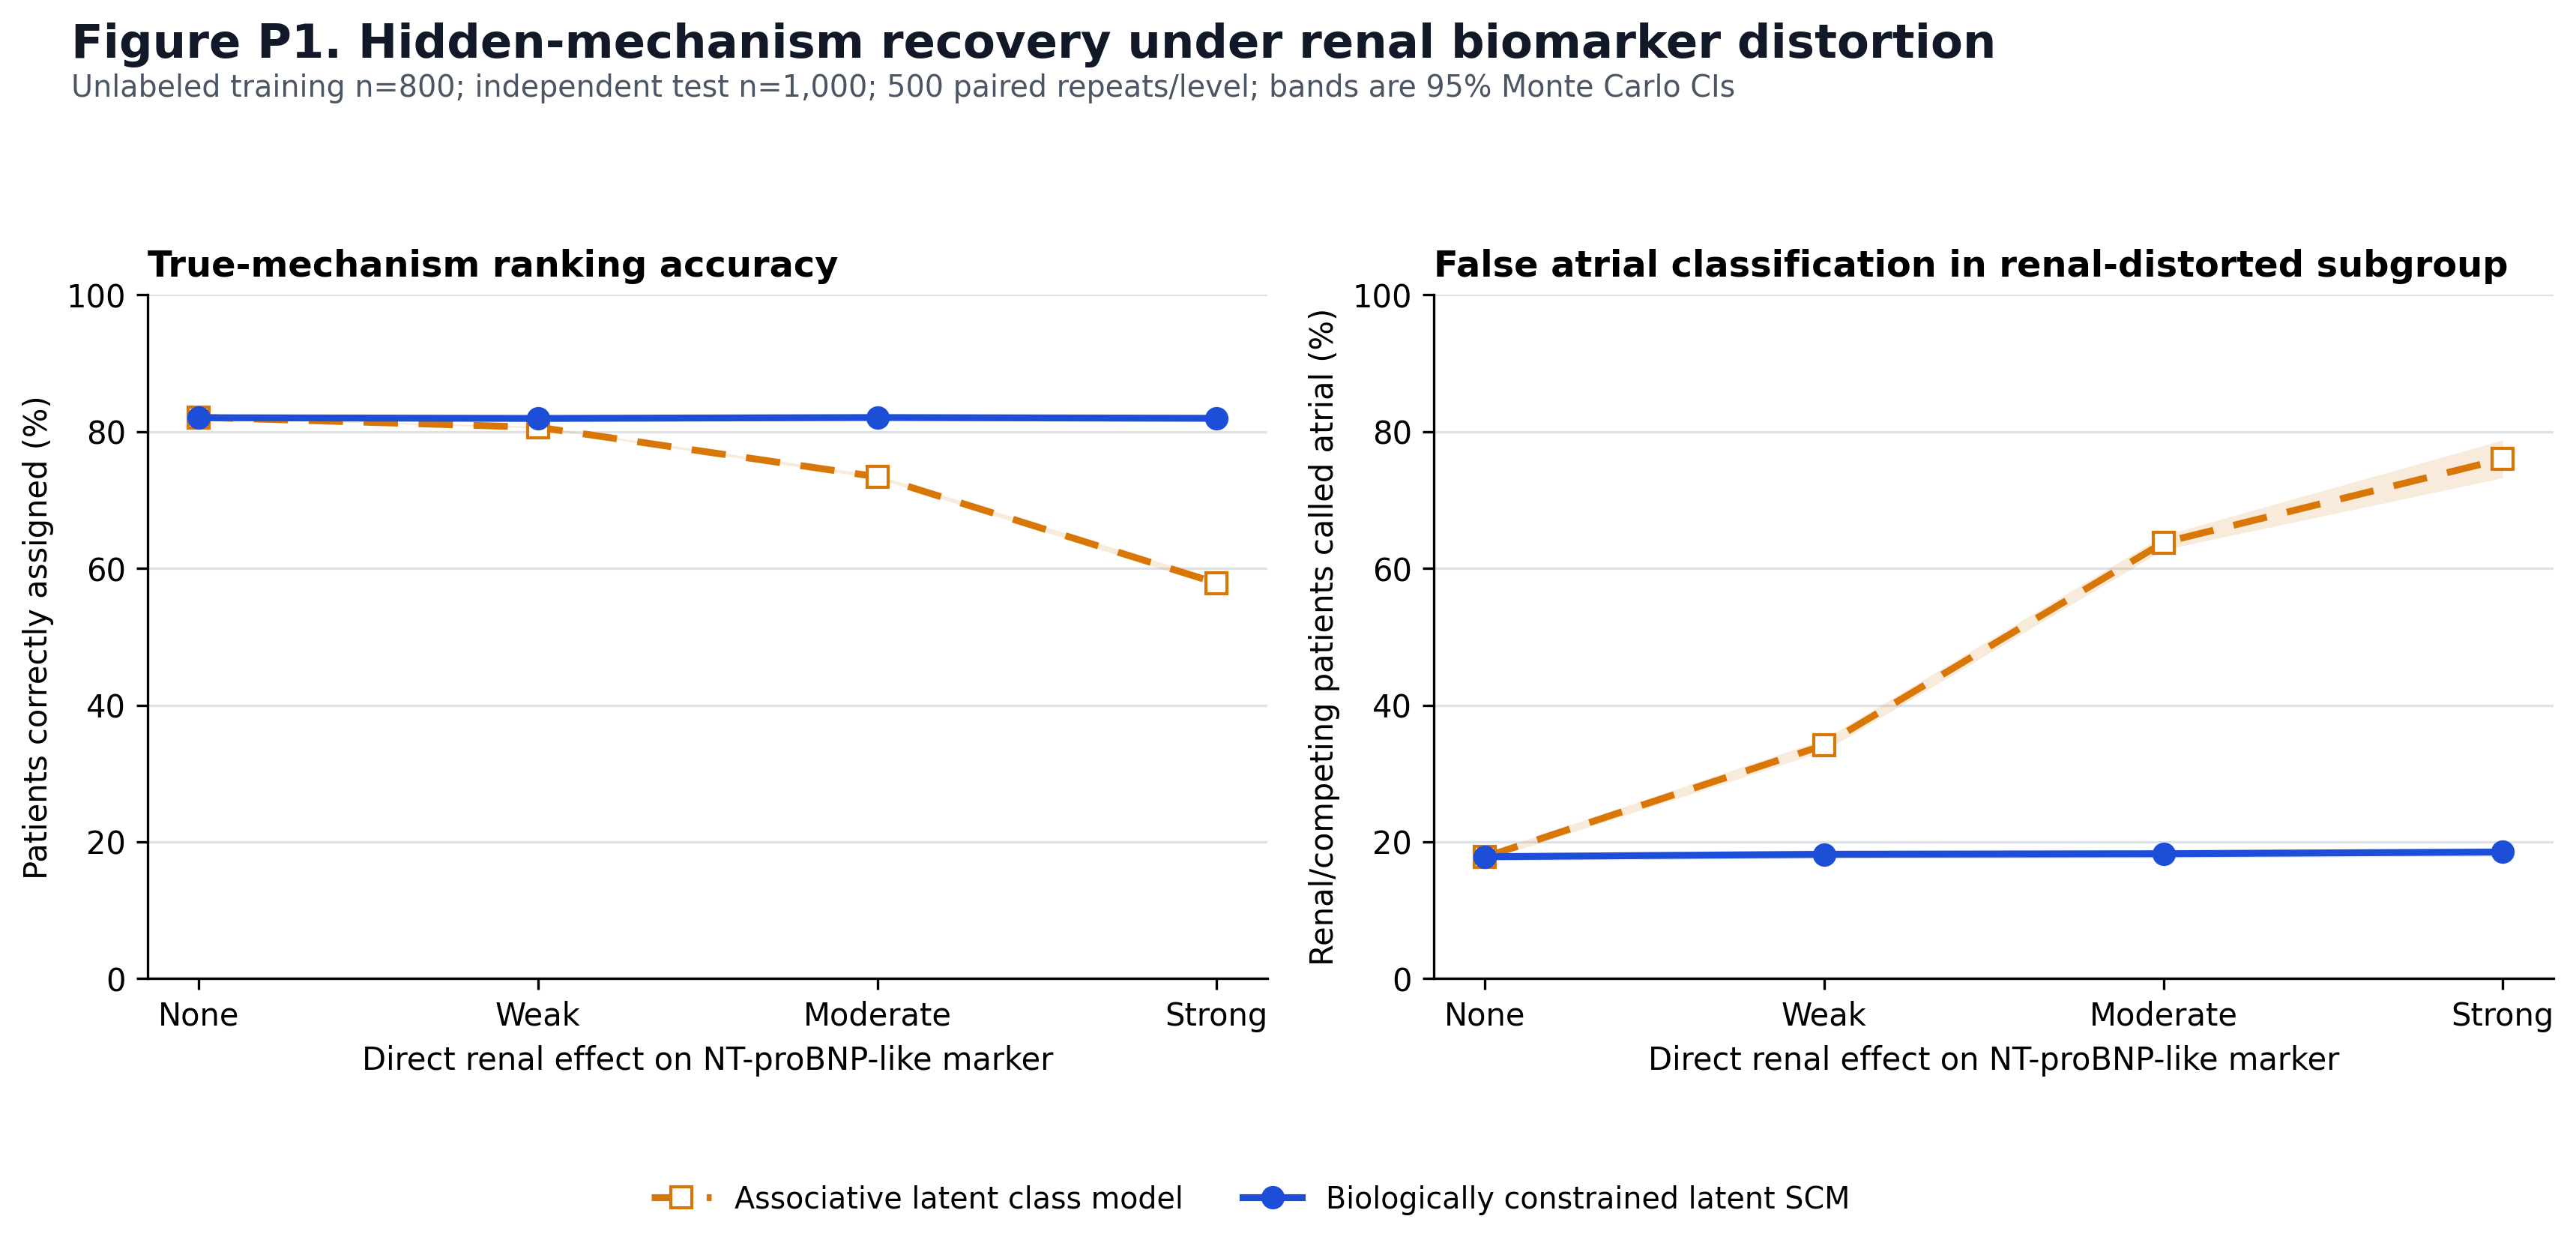 Figure P1. Hidden-mechanism recovery under renal biomarker distortion
Unlabeled training n=800; independent test n=1,000; 500 paired repeats/level; bands are 95% Monte Carlo CIs
True-mechanism ranking accuracy
Patients correctly assigned (%)
100
80
60
40
20
0
None
Weak
Moderate
Strong
Direct renal effect on NT-proBNP-like marker
False atrial classification in renal-distorted subgroup
Renal/competing patients called atrial (%)
100
80
60
40
20
0
None
Weak
Moderate
Strong
Direct renal effect on NT-proBNP-like marker
Associative latent class model
Biologically constrained latent SCM